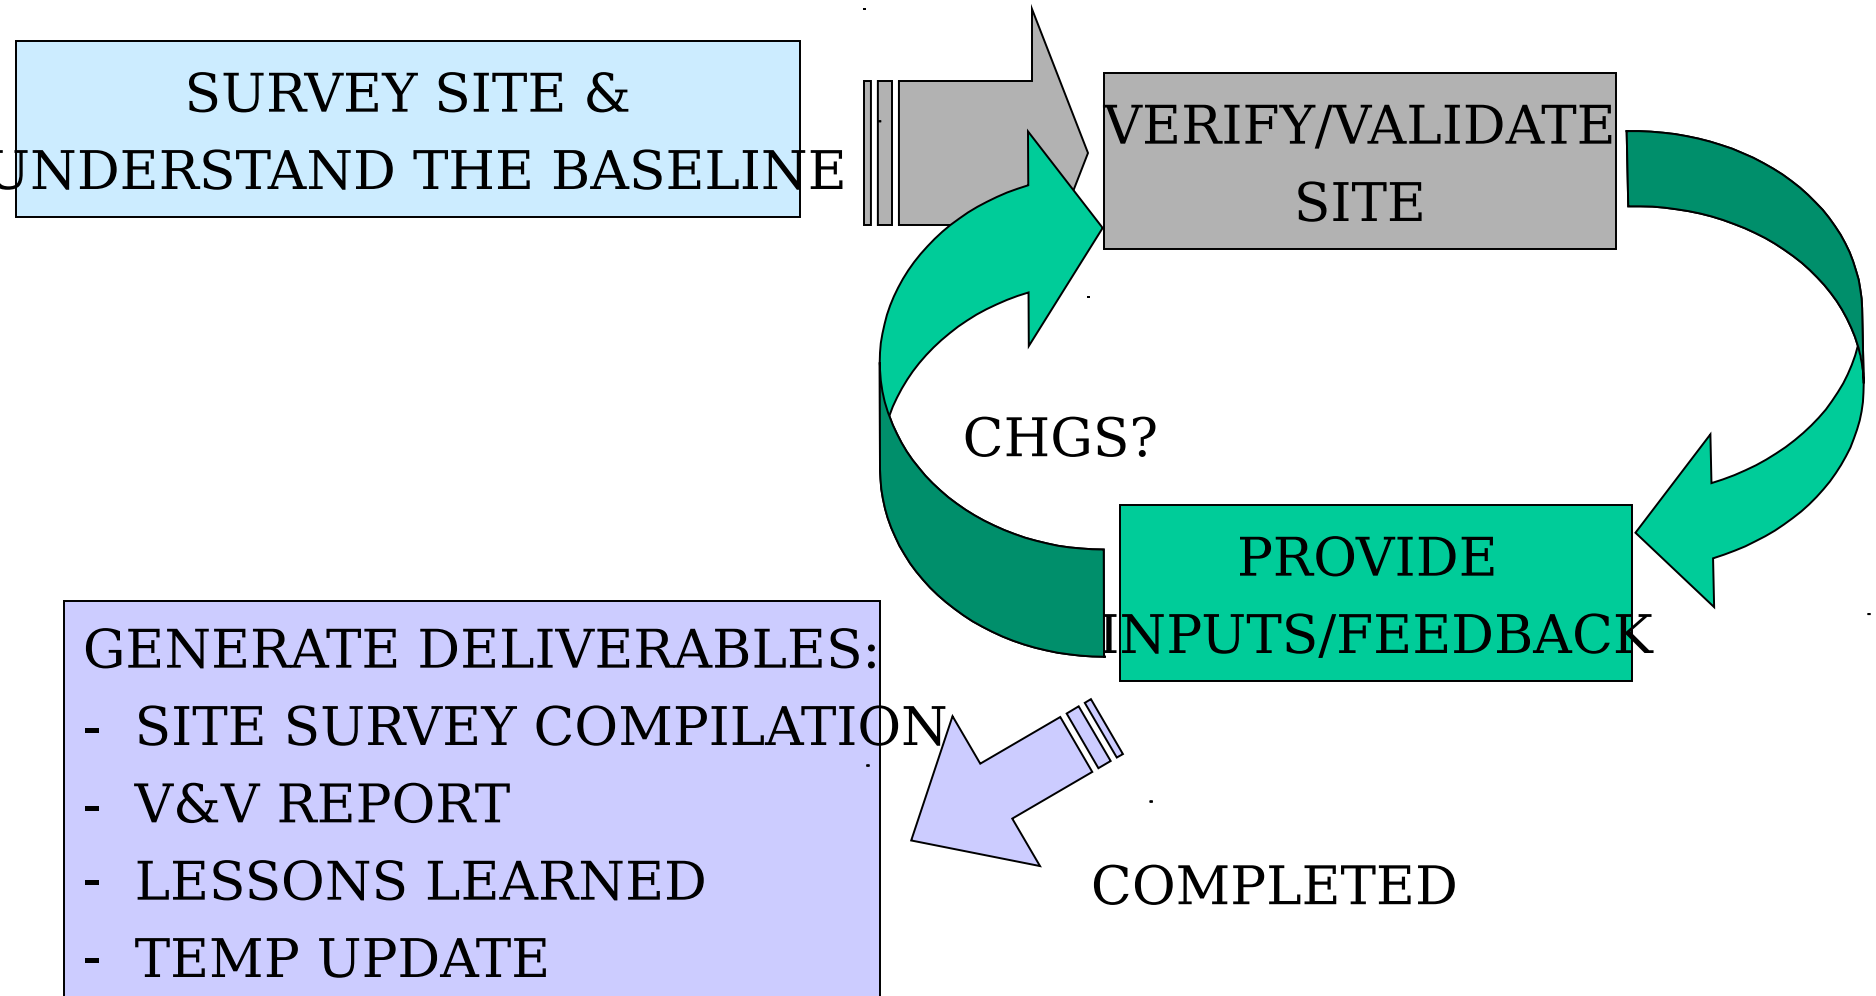 SURVEY SITE &
UNDERSTAND THE BASELINE
VERIFY/VALIDATE
SITE
CHGS?
PROVIDE
INPUTS/FEEDBACK
GENERATE DELIVERABLES:
- SITE SURVEY COMPILATION
- V&V REPORT
- LESSONS LEARNED
- TEMP UPDATE
COMPLETED